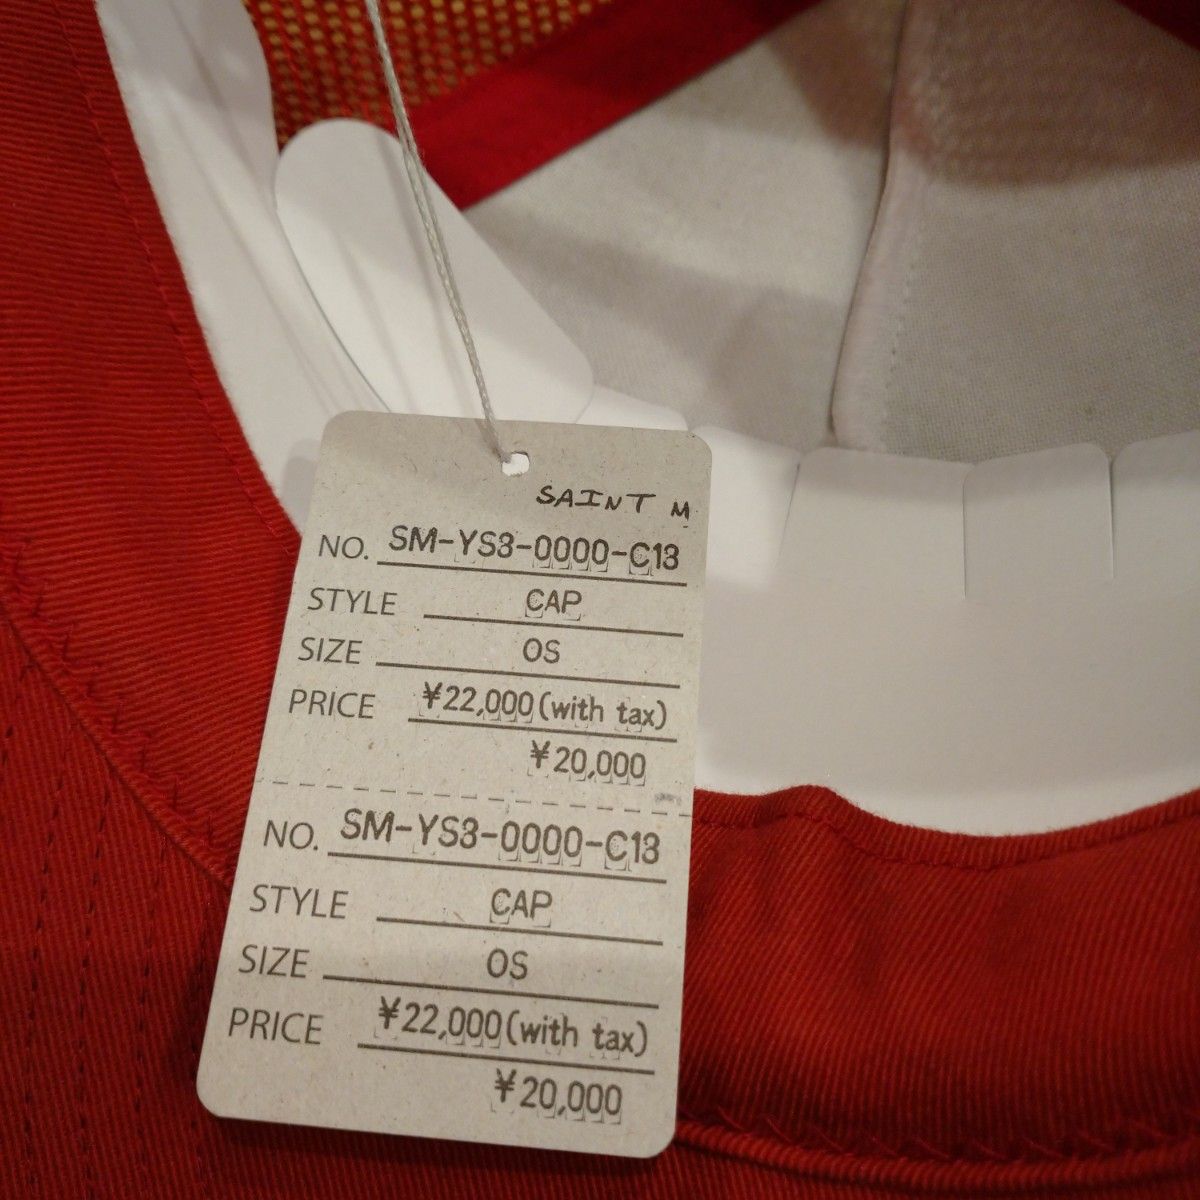 SAINT M
NO. SM-YS3-0000-C13
STYLE CAP
SIZE OS
PRICE ¥22,000(with tax)
¥20,000
NO. SM-YS3-0000-C13
STYLE CAP
SIZE OS
PRICE ¥22,000(with tax)
¥20,000